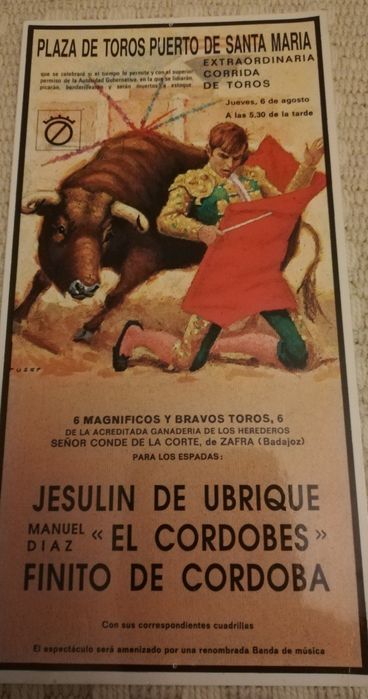 PLAZA DE TOROS PUERTO DE SANTA MARIA
EXTRAORDINARIA
CORRIDA
DE TOROS
que se celebrará si el tiempo lo permite y con el superior
permiso de la Autoridad Gubernativa, en la que se lidiarán,
picarán, banderillearán y serán muertos a estoque
Jueves, 6 de agosto
A las 5,30 de la tarde
6 MAGNIFICOS Y BRAVOS TOROS, 6
DE LA ACREDITADA GANADERIA DE LOS HEREDEROS
SEÑOR CONDE DE LA CORTE, de ZAFRA (Badajoz)
PARA LOS ESPADAS:
JESULIN DE UBRIQUE
MANUEL DIAZ « EL CORDOBES »
FINITO DE CORDOBA
Con sus correspondientes cuadrillas
El espectáculo será amenizado por una renombrada Banda de música